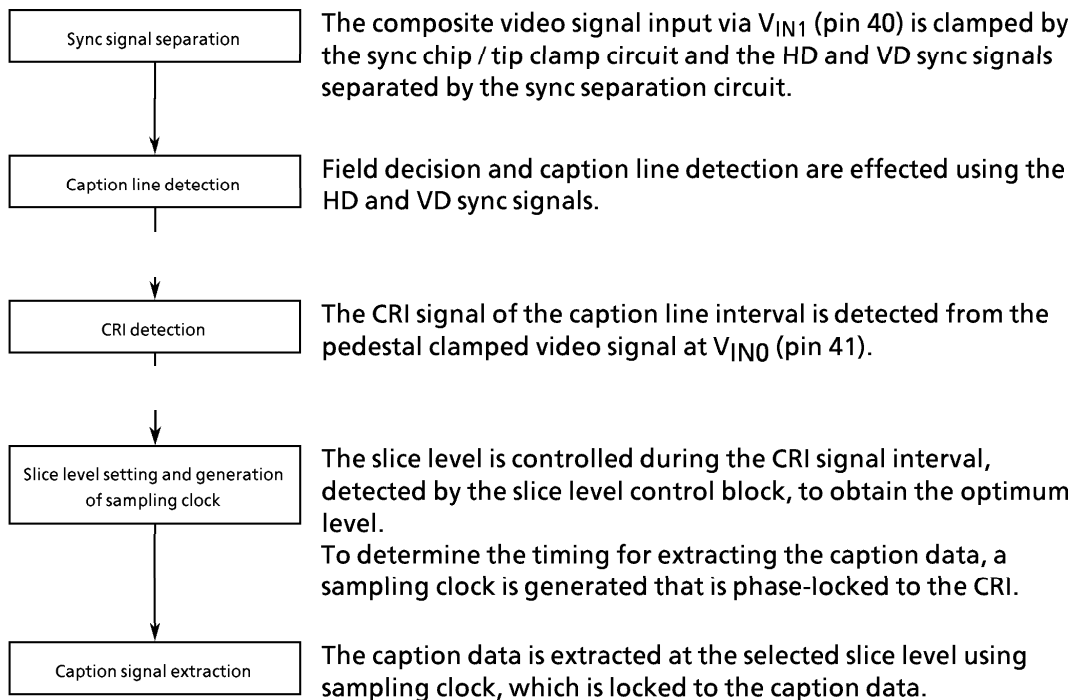 Sync signal separation
The composite video signal input via VIN1 (pin 40) is clamped by
the sync chip / tip clamp circuit and the HD and VD sync signals
separated by the sync separation circuit.
Caption line detection
Field decision and caption line detection are effected using the
HD and VD sync signals.
CRI detection
The CRI signal of the caption line interval is detected from the
pedestal clamped video signal at VIN0 (pin 41).
Slice level setting and generation
of sampling clock
The slice level is controlled during the CRI signal interval,
detected by the slice level control block, to obtain the optimum
level.
To determine the timing for extracting the caption data, a
sampling clock is generated that is phase-locked to the CRI.
Caption signal extraction
The caption data is extracted at the selected slice level using
sampling clock, which is locked to the caption data.